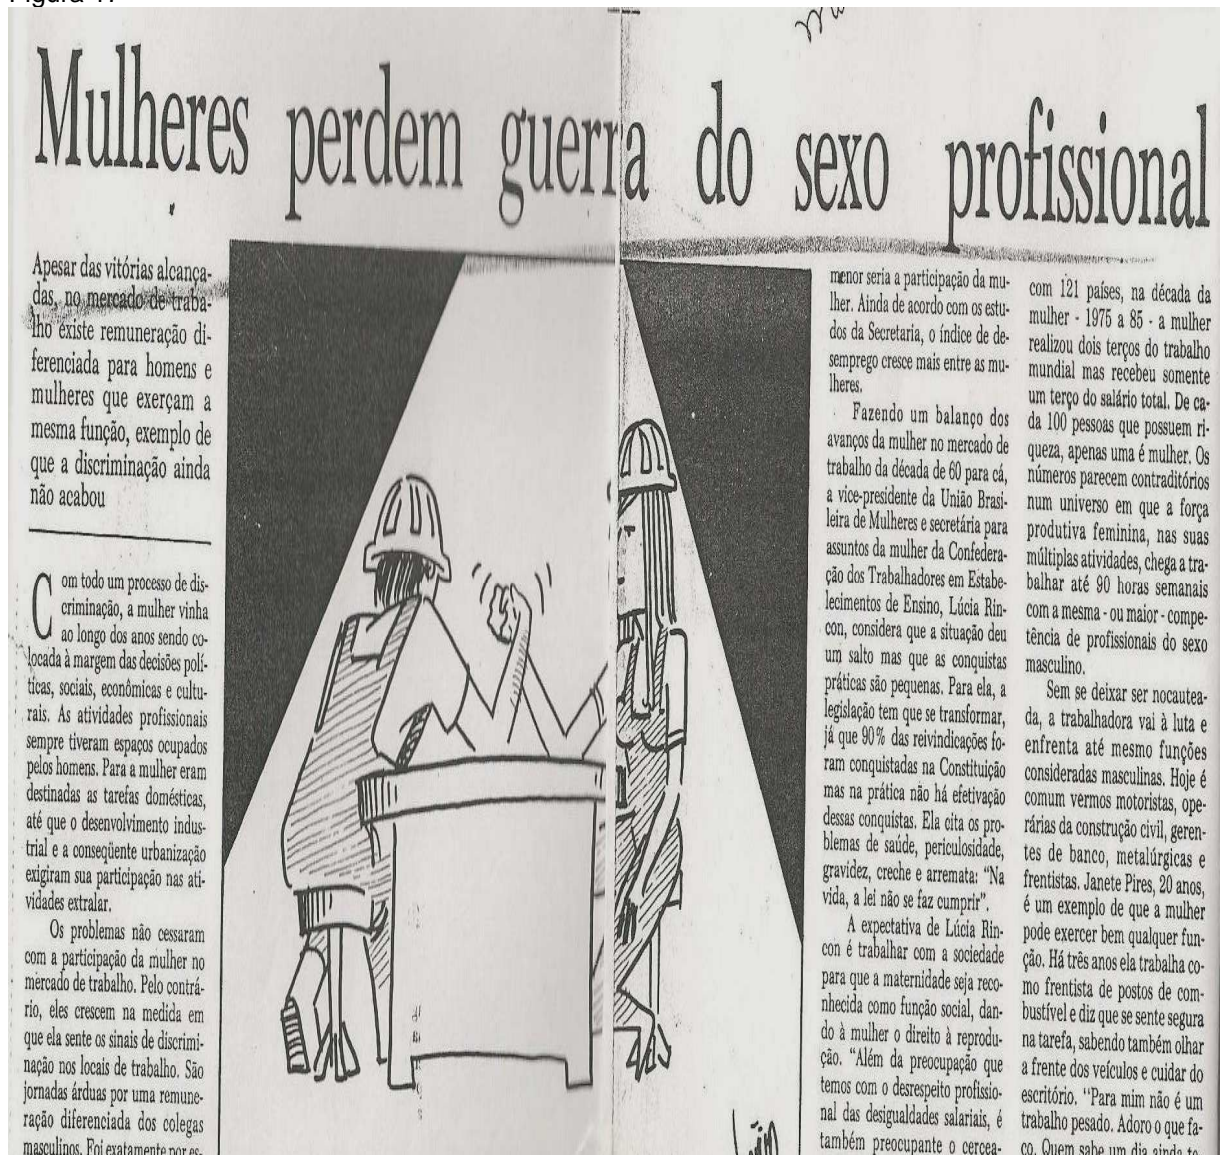 Mulheres perdem guerra do sexo profissional
Apesar das vitórias alcança-
das, no mercado de traba-
lho existe remuneração di-
ferenciada para homens e
mulheres que exerçam a
mesma função, exemplo de
que a discriminação ainda
não acabou
Com todo um processo de dis-
criminação, a mulher vinha
ao longo dos anos sendo co-
locada à margem das decisões polí-
ticas, sociais, econômicas e cultu-
rais. As atividades profissionais
sempre tiveram espaços ocupados
pelos homens. Para a mulher eram
destinadas as tarefas domésticas,
até que o desenvolvimento indus-
trial e a conseqüente urbanização
exigiram sua participação nas ati-
vidades extralar.
Os problemas não cessaram
com a participação da mulher no
mercado de trabalho. Pelo contrá-
rio, eles crescem na medida em
que ela sente os sinais de discrimi-
nação nos locais de trabalho. São
jornadas árduas por uma remune-
ração diferenciada dos colegas
masculinos. Foi exatamente por es-
menor seria a participação da mu-
lher. Ainda de acordo com os estu-
dos da Secretaria, o índice de de-
semprego cresce mais entre as mu-
lheres.
Fazendo um balanço dos
avanços da mulher no mercado de
trabalho da década de 60 para cá,
a vice-presidente da União Brasi-
leira de Mulheres e secretária para
assuntos da mulher da Confedera-
ção dos Trabalhadores em Estabe-
lecimentos de Ensino, Lúcia Rin-
con, considera que a situação deu
um salto mas que as conquistas
práticas são pequenas. Para ela, a
legislação tem que se transformar,
já que 90% das reivindicações fo-
ram conquistadas na Constituição
mas na prática não há efetivação
dessas conquistas. Ela cita os pro-
blemas de saúde, periculosidade,
gravidez, creche e arremata: “Na
vida, a lei não se faz cumprir”.
A expectativa de Lúcia Rin-
con é trabalhar com a sociedade
para que a maternidade seja reco-
nhecida como função social, dan-
do à mulher o direito à reprodu-
ção. “Além da preocupação que
temos com o desrespeito profissio-
nal das desigualdades salariais, é
também preocupante o cercea-
com 121 países, na década da
mulher - 1975 a 85 - a mulher
realizou dois terços do trabalho
mundial mas recebeu somente
um terço do salário total. De ca-
da 100 pessoas que possuem ri-
queza, apenas uma é mulher. Os
números parecem contraditórios
num universo em que a força
produtiva feminina, nas suas
múltiplas atividades, chega a tra-
balhar até 90 horas semanais
com a mesma - ou maior - compe-
tência de profissionais do sexo
masculino.
Sem se deixar ser nocautea-
da, a trabalhadora vai à luta e
enfrenta até mesmo funções
consideradas masculinas. Hoje é
comum vermos motoristas, ope-
rárias da construção civil, geren-
tes de banco, metalúrgicas e
frentistas. Janete Pires, 20 anos,
é um exemplo de que a mulher
pode exercer bem qualquer fun-
ção. Há três anos ela trabalha co-
mo frentista de postos de com-
bustível e diz que se sente segura
na tarefa, sabendo também olhar
a frente dos veículos e cuidar do
escritório. “Para mim não é um
trabalho pesado. Adoro o que fa-
ço. Quem sabe um dia ainda te-